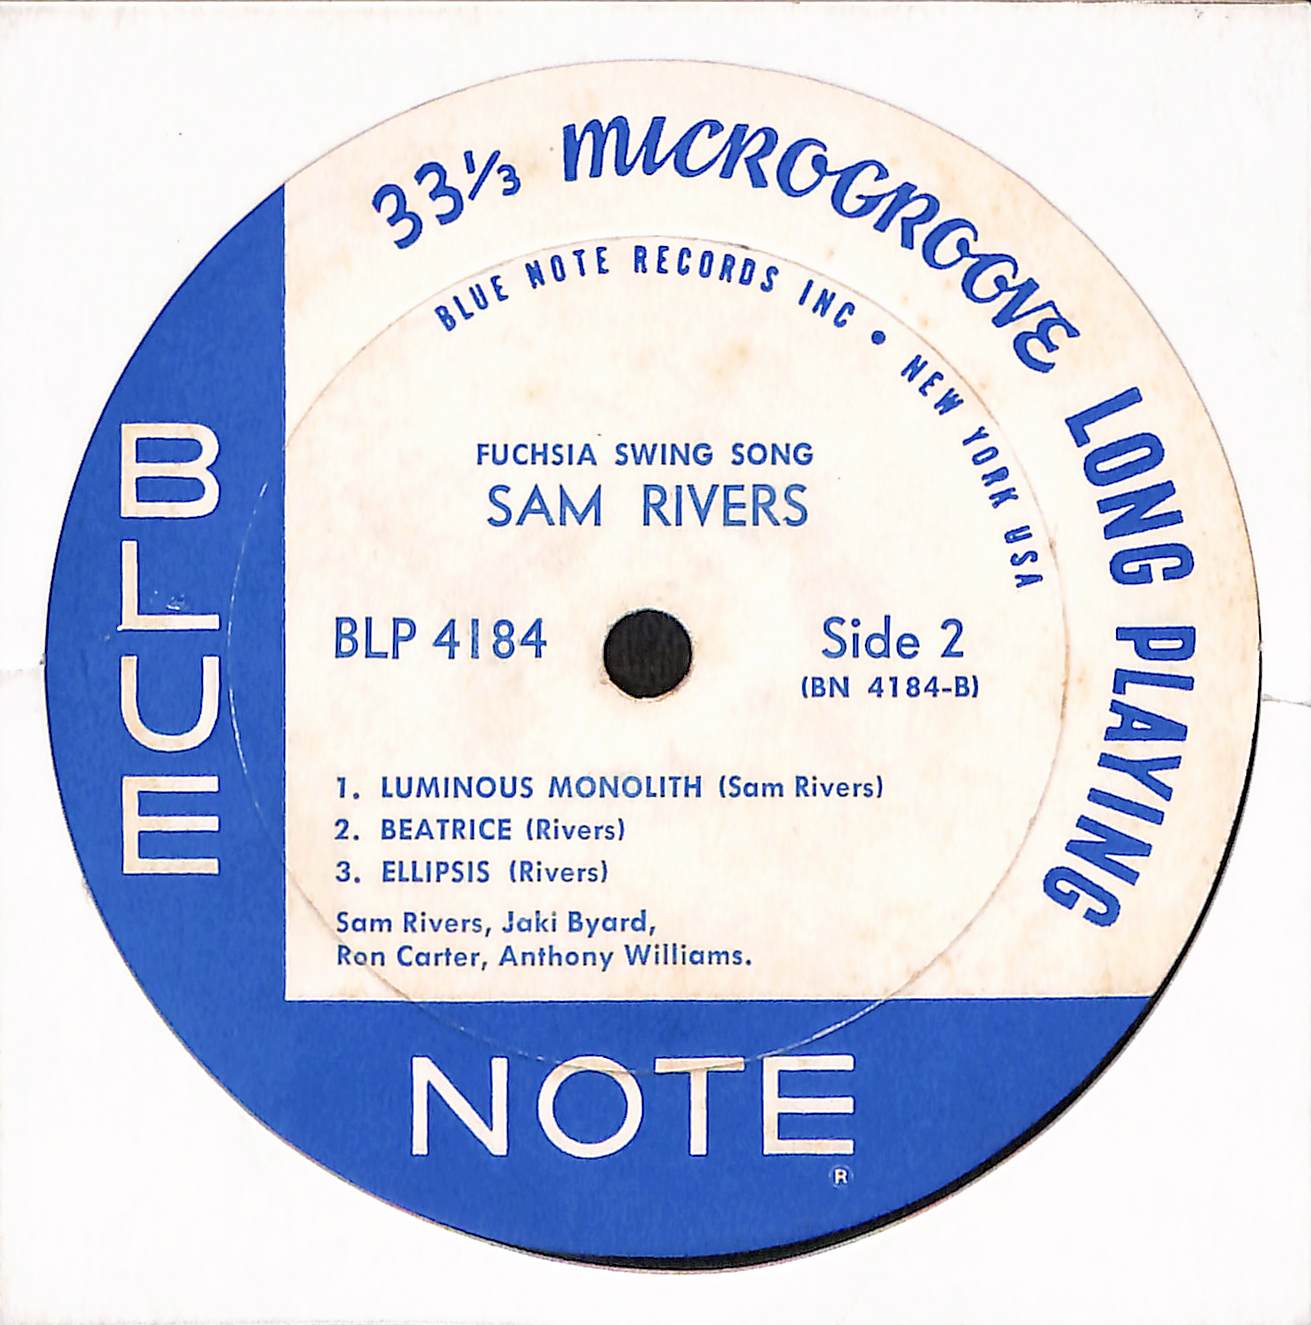 33⅓ MICROGROOVE LONG PLAYING
BLUE NOTE RECORDS INC • NEW YORK USA
FUCHSIA SWING SONG
SAM RIVERS
BLP 4184
Side 2
(BN 4184-B)
1. LUMINOUS MONOLITH (Sam Rivers)
2. BEATRICE (Rivers)
3. ELLIPSIS (Rivers)
Sam Rivers, Jaki Byard,
Ron Carter, Anthony Williams.
BLUE
NOTE
®